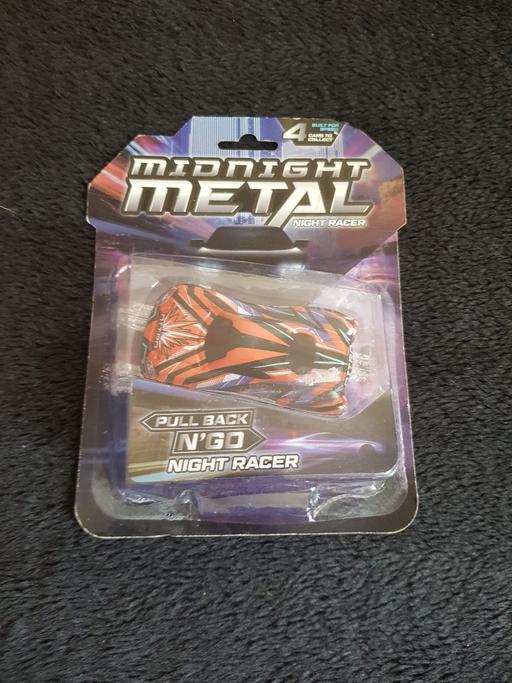 4
BUILT FOR
SPEED
CARS TO
COLLECT
MIDNIGHT
METAL
NIGHT RACER
PULL BACK
N'GO
NIGHT RACER